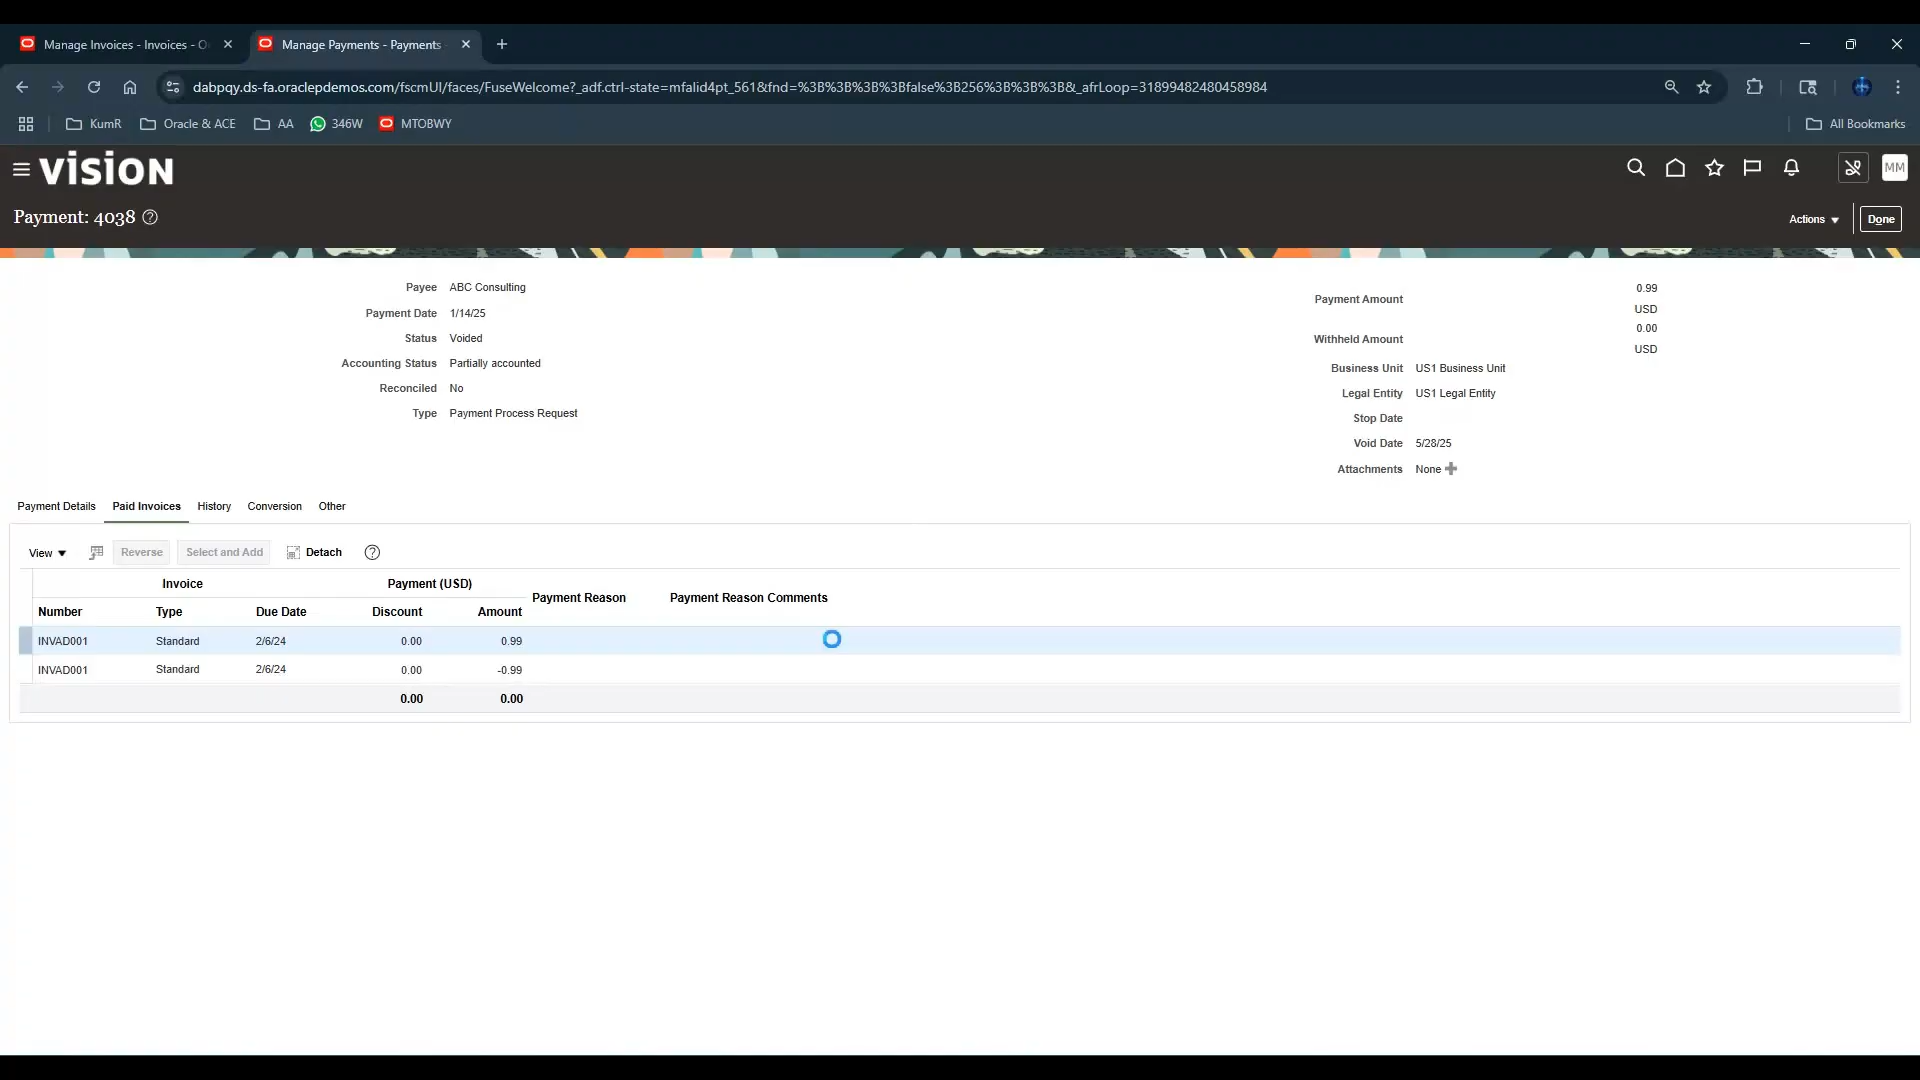 Manage Invoices - Invoices - O
Manage Payments - Payments
dabpqy.ds-fa.oraclepdemos.com/fscmUI/faces/FuseWelcome?_adf.ctrl-state=mfalid4pt_561&fnd=%3B%3B%3B%3Bfalse%3B256%3B%3B%3B&_afrLoop=31899482480458984
KumR
Oracle & ACE
AA
346W
MTOBWY
All Bookmarks
vision
MM
Payment: 4038
Actions
Done
Payee ABC Consulting
Payment Date 1/14/25
Status Voided
Accounting Status Partially accounted
Reconciled No
Type Payment Process Request
Payment Amount 0.99 USD
Withheld Amount 0.00 USD
Business Unit US1 Business Unit
Legal Entity US1 Legal Entity
Stop Date
Void Date 5/28/25
Attachments None
Payment Details Paid Invoices History Conversion Other
View Reverse Select and Add Detach
Invoice Payment (USD) Payment Reason Payment Reason Comments
Number Type Due Date Discount Amount
INVAD001 Standard 2/6/24 0.00 0.99
INVAD001 Standard 2/6/24 0.00 -0.99
0.00 0.00